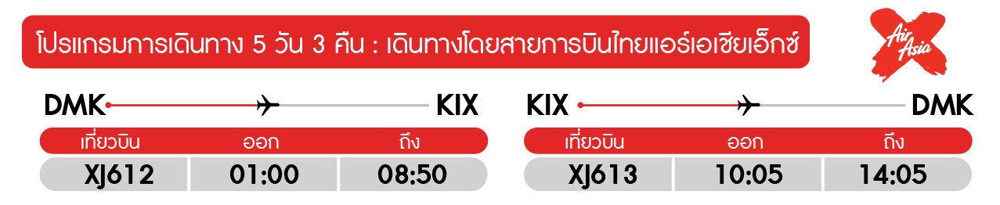 โปรแกรมการเดินทาง 5 วัน 3 คืน : เดินทางโดยสายการบินไทยแอร์เอเชียเอ็กซ์
Air
Asia
DMK KIX
เที่ยวบิน ออก ถึง
XJ612 01:00 08:50
KIX DMK
เที่ยวบิน ออก ถึง
XJ613 10:05 14:05